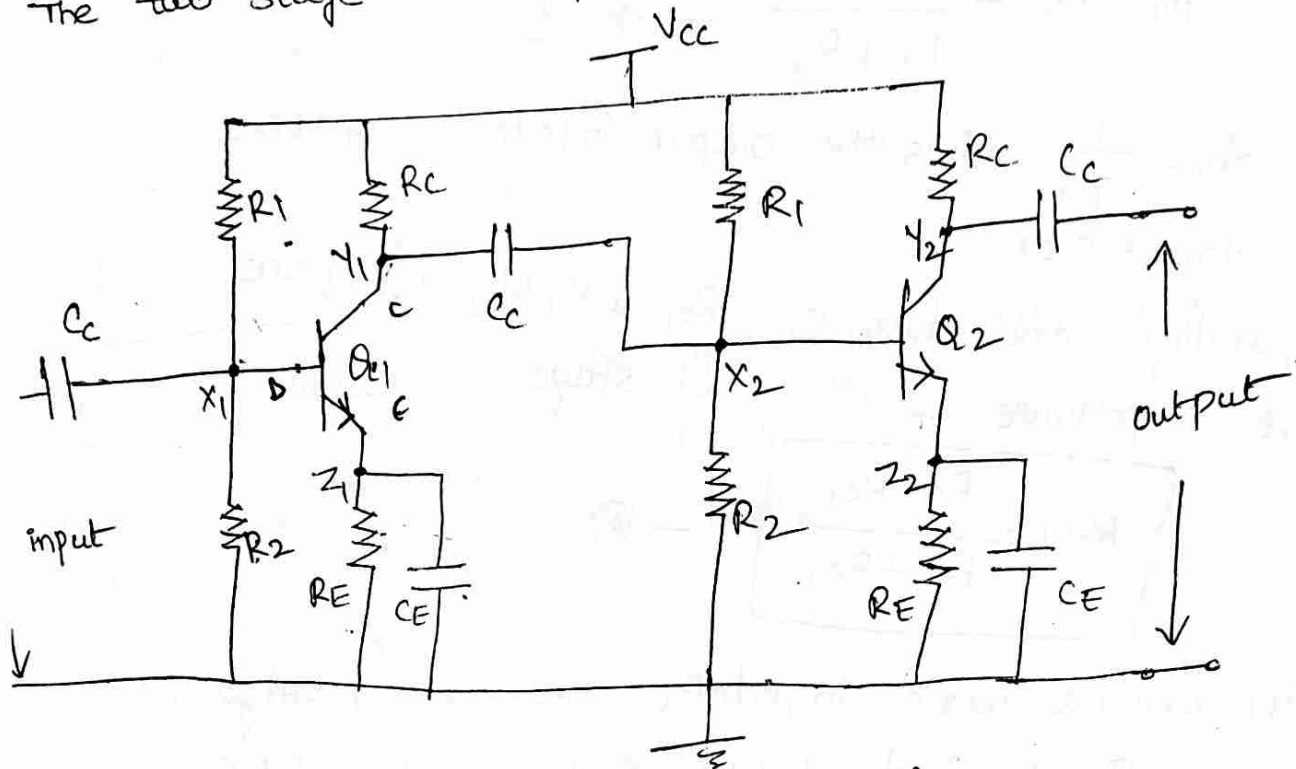 The two stage
VCC
R1
RC
R1
RC
CC
Y1
Y2
CC
C
CC
Q1
Q2
X1
X2
E
output
Z1
Z2
input
R2
R2
RE
CE
RE
CE